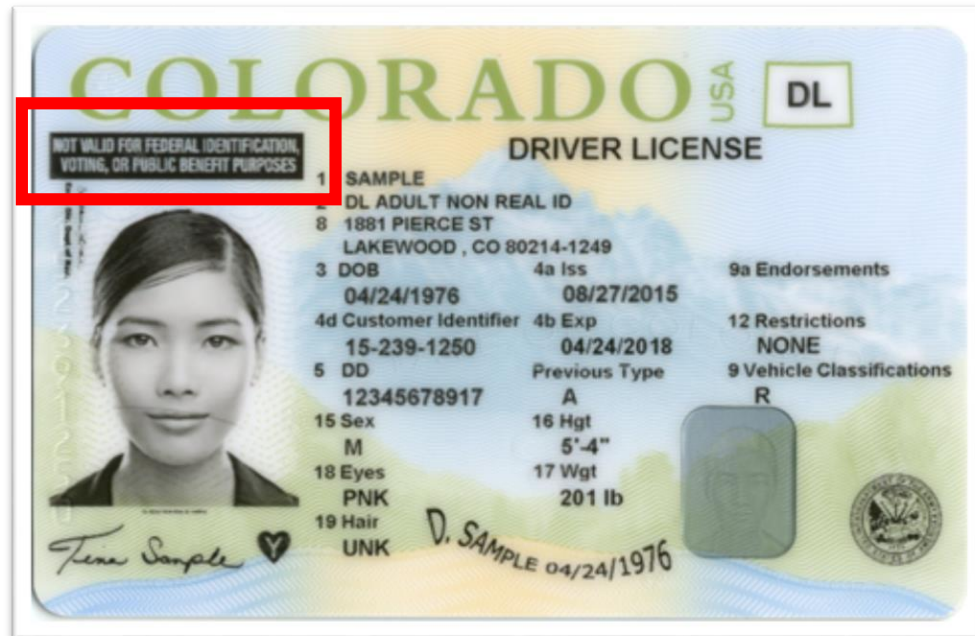 COLORADO USA DL
NOT VALID FOR FEDERAL IDENTIFICATION,
VOTING, OR PUBLIC BENEFIT PURPOSES
DRIVER LICENSE
1 SAMPLE
2 DL ADULT NON REAL ID
8 1881 PIERCE ST
LAKEWOOD , CO 80214-1249
3 DOB 4a Iss 9a Endorsements
04/24/1976 08/27/2015
4d Customer Identifier 4b Exp 12 Restrictions
15-239-1250 04/24/2018 NONE
5 DD Previous Type 9 Vehicle Classifications
12345678917 A R
15 Sex 16 Hgt
M 5'-4"
18 Eyes 17 Wgt
PNK 201 lb
19 Hair
UNK
D. SAMPLE 04/24/1976
Tina Sample Y